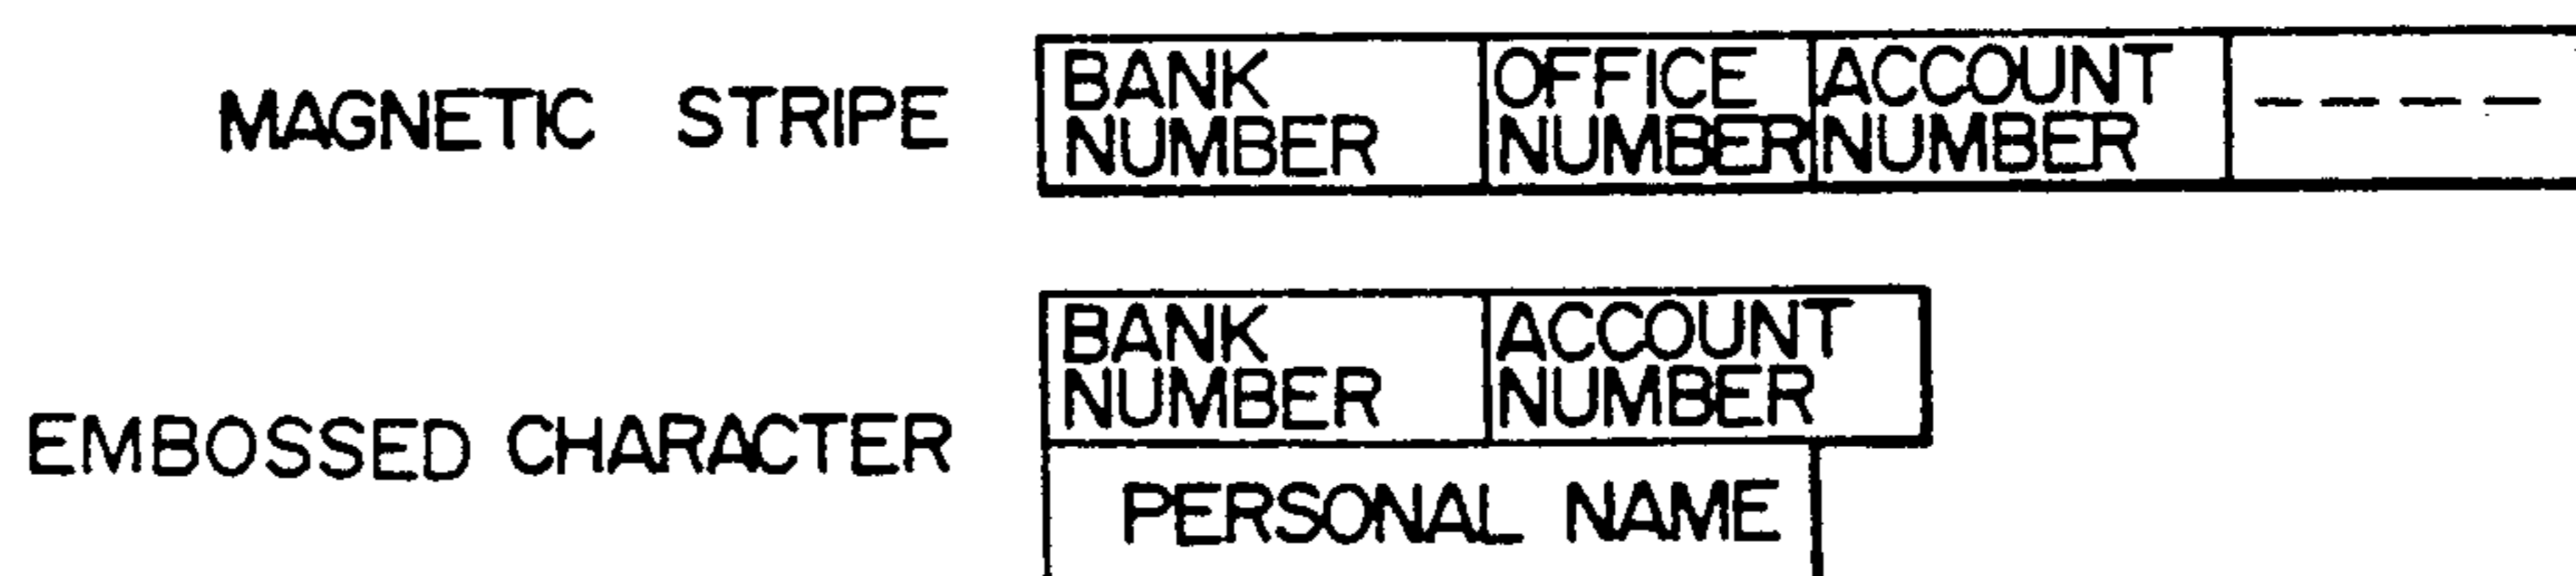 MAGNETIC STRIPE
BANK NUMBER
OFFICE NUMBER
ACCOUNT NUMBER
EMBOSSED CHARACTER
BANK NUMBER
ACCOUNT NUMBER
PERSONAL NAME